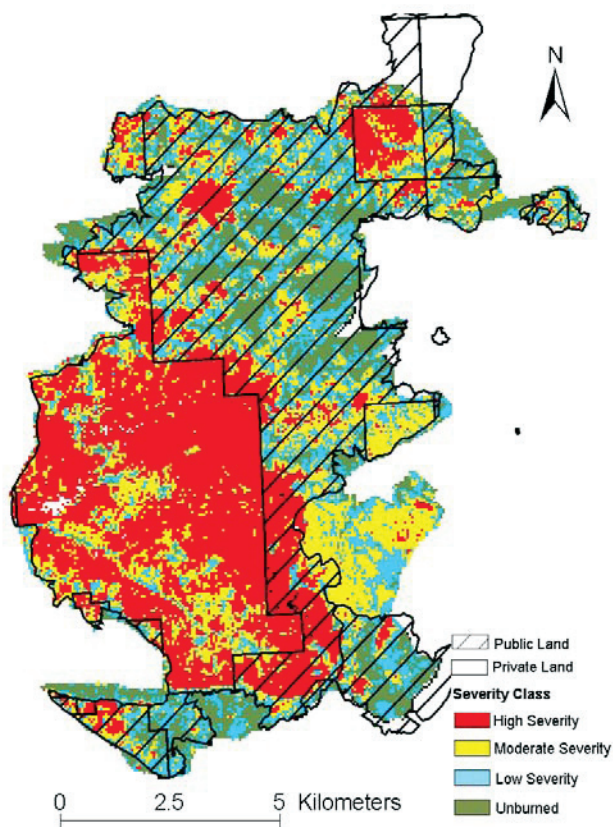 N
Public Land
Private Land
Severity Class
High Severity
Moderate Severity
Low Severity
Unburned
0 2.5 5 Kilometers